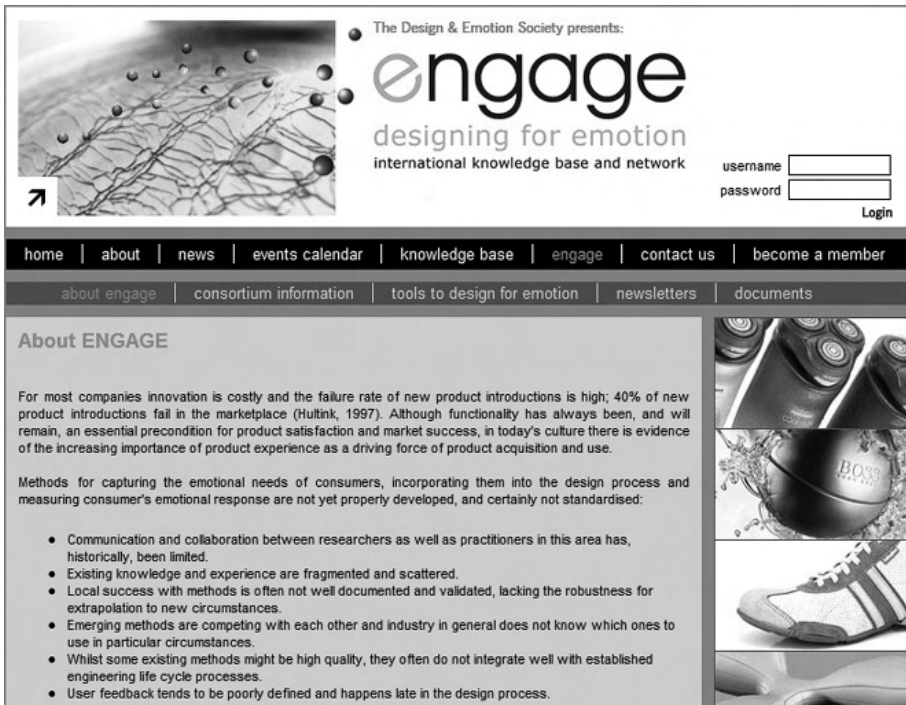 The Design & Emotion Society presents:
engage
designing for emotion
international knowledge base and network
username
password
Login
home | about | news | events calendar | knowledge base | engage | contact us | become a member
about engage | consortium information | tools to design for emotion | newsletters | documents
About ENGAGE
For most companies innovation is costly and the failure rate of new product introductions is high; 40% of new
product introductions fail in the marketplace (Hultink, 1997). Although functionality has always been, and will
remain, an essential precondition for product satisfaction and market success, in today's culture there is evidence
of the increasing importance of product experience as a driving force of product acquisition and use.
Methods for capturing the emotional needs of consumers, incorporating them into the design process and
measuring consumer's emotional response are not yet properly developed, and certainly not standardised:
● Communication and collaboration between researchers as well as practitioners in this area has,
historically, been limited.
● Existing knowledge and experience are fragmented and scattered.
● Local success with methods is often not well documented and validated, lacking the robustness for
extrapolation to new circumstances.
● Emerging methods are competing with each other and industry in general does not know which ones to
use in particular circumstances.
● Whilst some existing methods might be high quality, they often do not integrate well with established
engineering life cycle processes.
● User feedback tends to be poorly defined and happens late in the design process.
BOSS